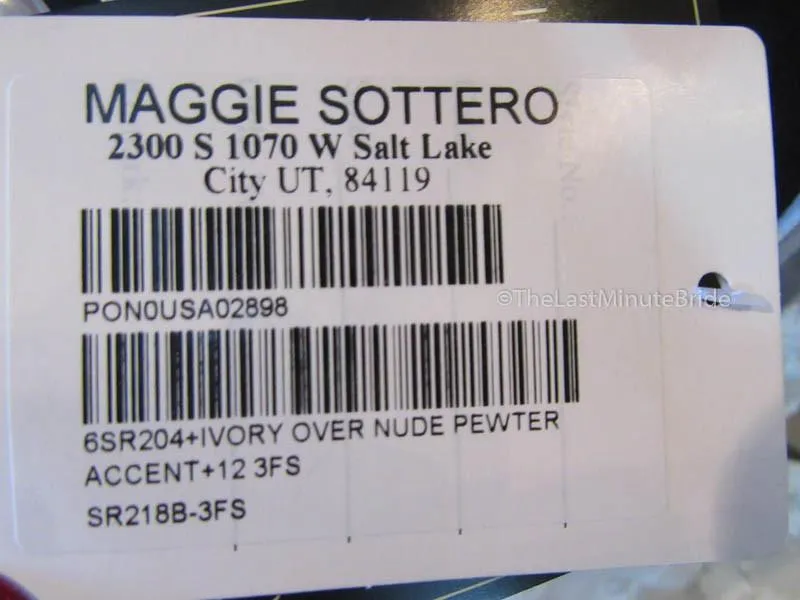 MAGGIE SOTTERO
2300 S 1070 W Salt Lake
City UT, 84119
PON0USA02898
©TheLastMinuteBride
6SR204+IVORY OVER NUDE PEWTER
ACCENT+12 3FS
SR218B-3FS